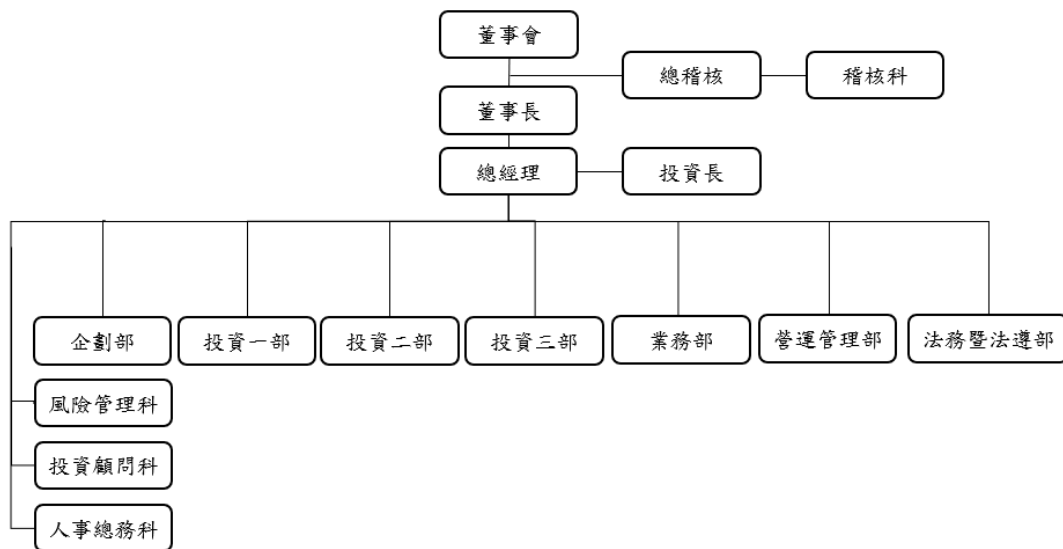 董事會
總稽核
稽核科
董事長
總經理
投資長
企劃部
投資一部
投資二部
投資三部
業務部
營運管理部
法務暨法遵部
風險管理科
投資顧問科
人事總務科